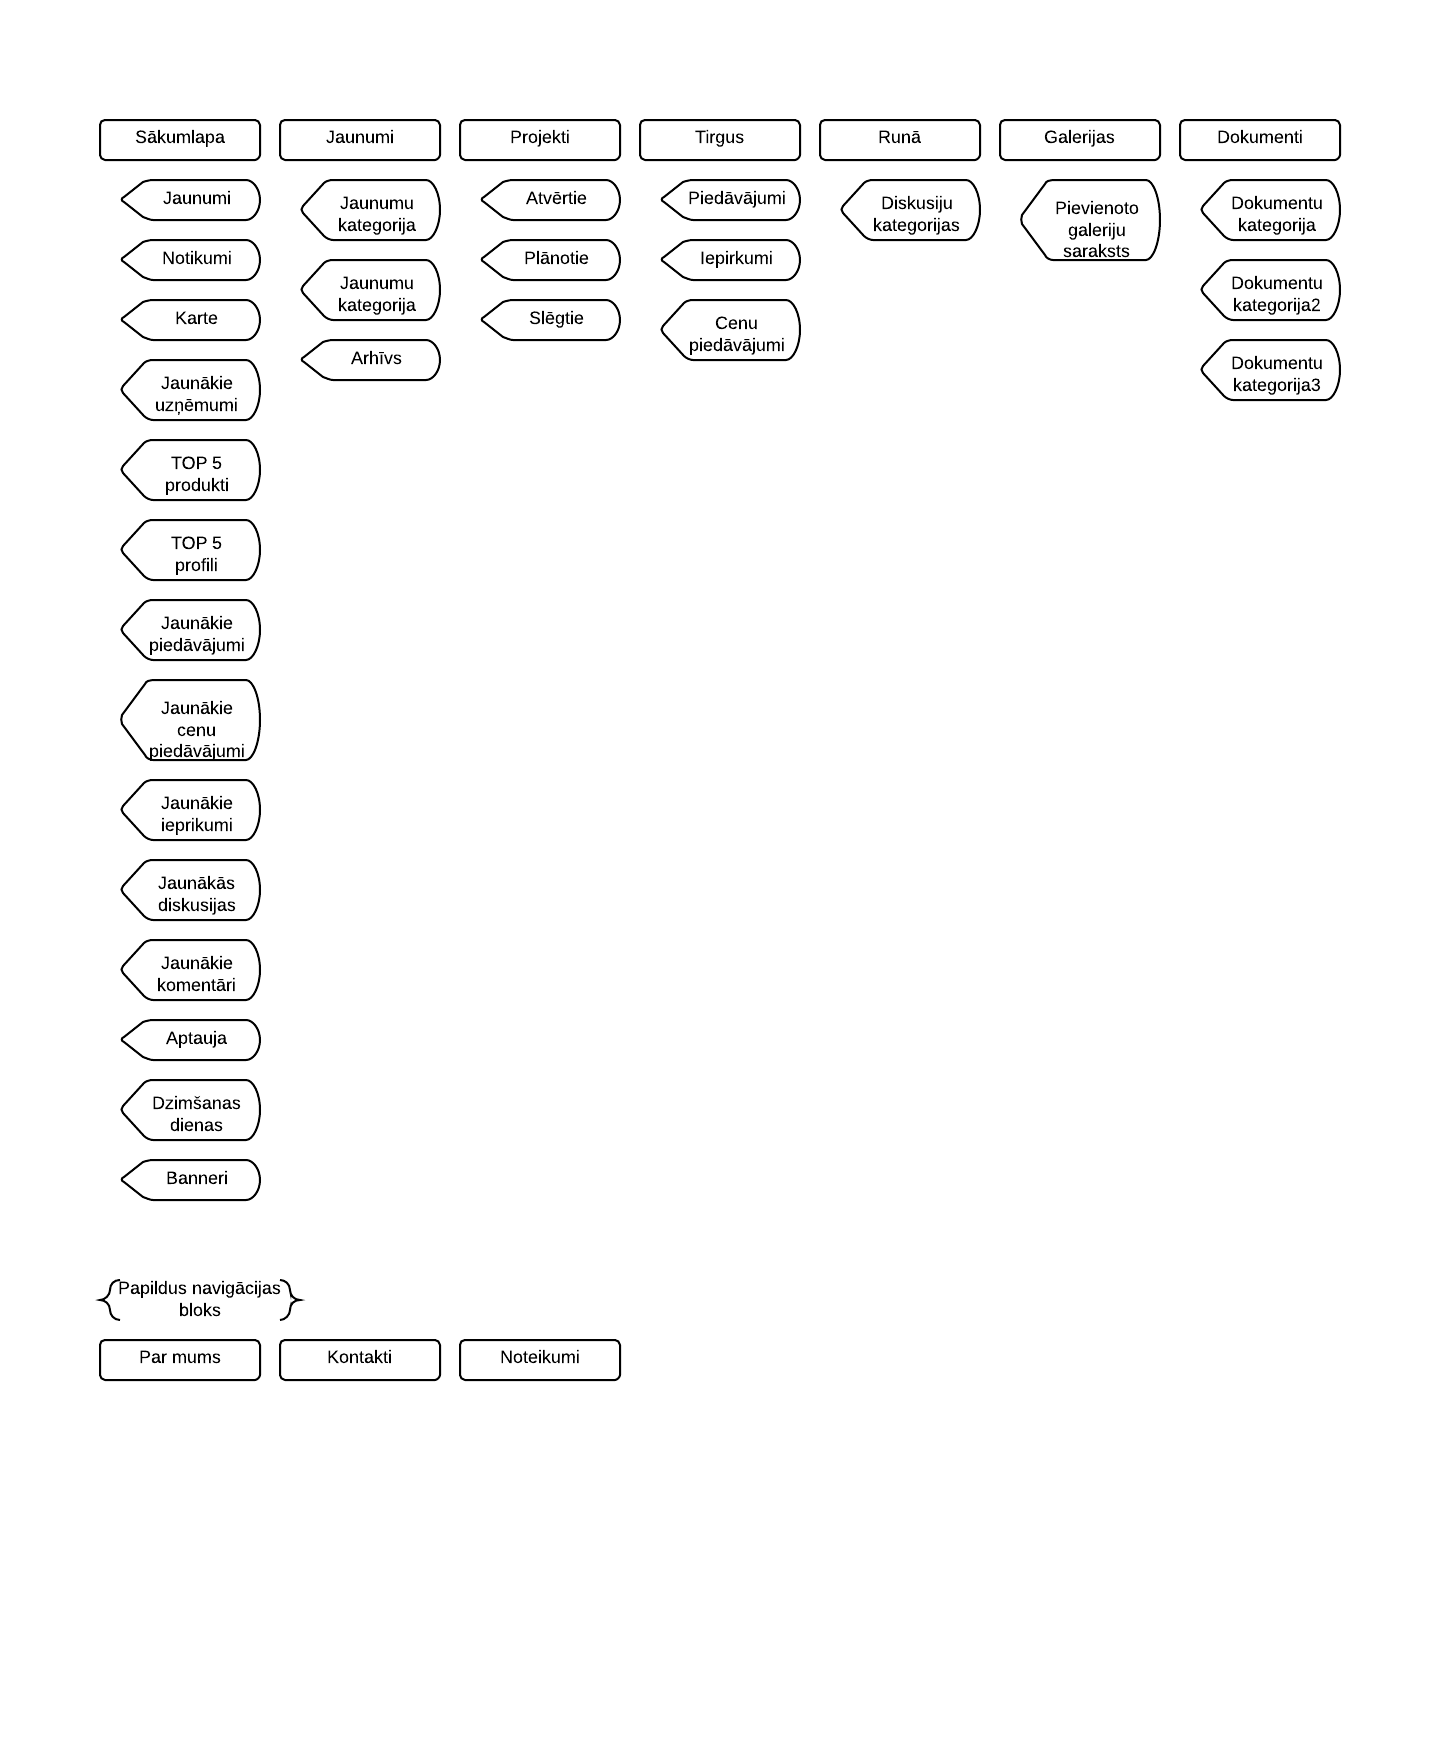 Sākumlapa
Jaunumi
Projekti
Tirgus
Runā
Galerijas
Dokumenti
Jaunumi
Notikumi
Karte
Jaunākie
uzņēmumi
TOP 5
produkti
TOP 5
profili
Jaunākie
piedāvājumi
Jaunākie
cenu
piedāvājumi
Jaunākie
ieprikumi
Jaunākās
diskusijas
Jaunākie
komentāri
Aptauja
Dzimšanas
dienas
Banneri
Jaunumu
kategorija
Jaunumu
kategorija
Arhīvs
Atvērtie
Plānotie
Slēgtie
Piedāvājumi
Iepirkumi
Cenu
piedāvājumi
Diskusiju
kategorijas
Pievienoto
galeriju
saraksts
Dokumentu
kategorija
Dokumentu
kategorija2
Dokumentu
kategorija3
Papildus navigācijas
bloks
Par mums
Kontakti
Noteikumi